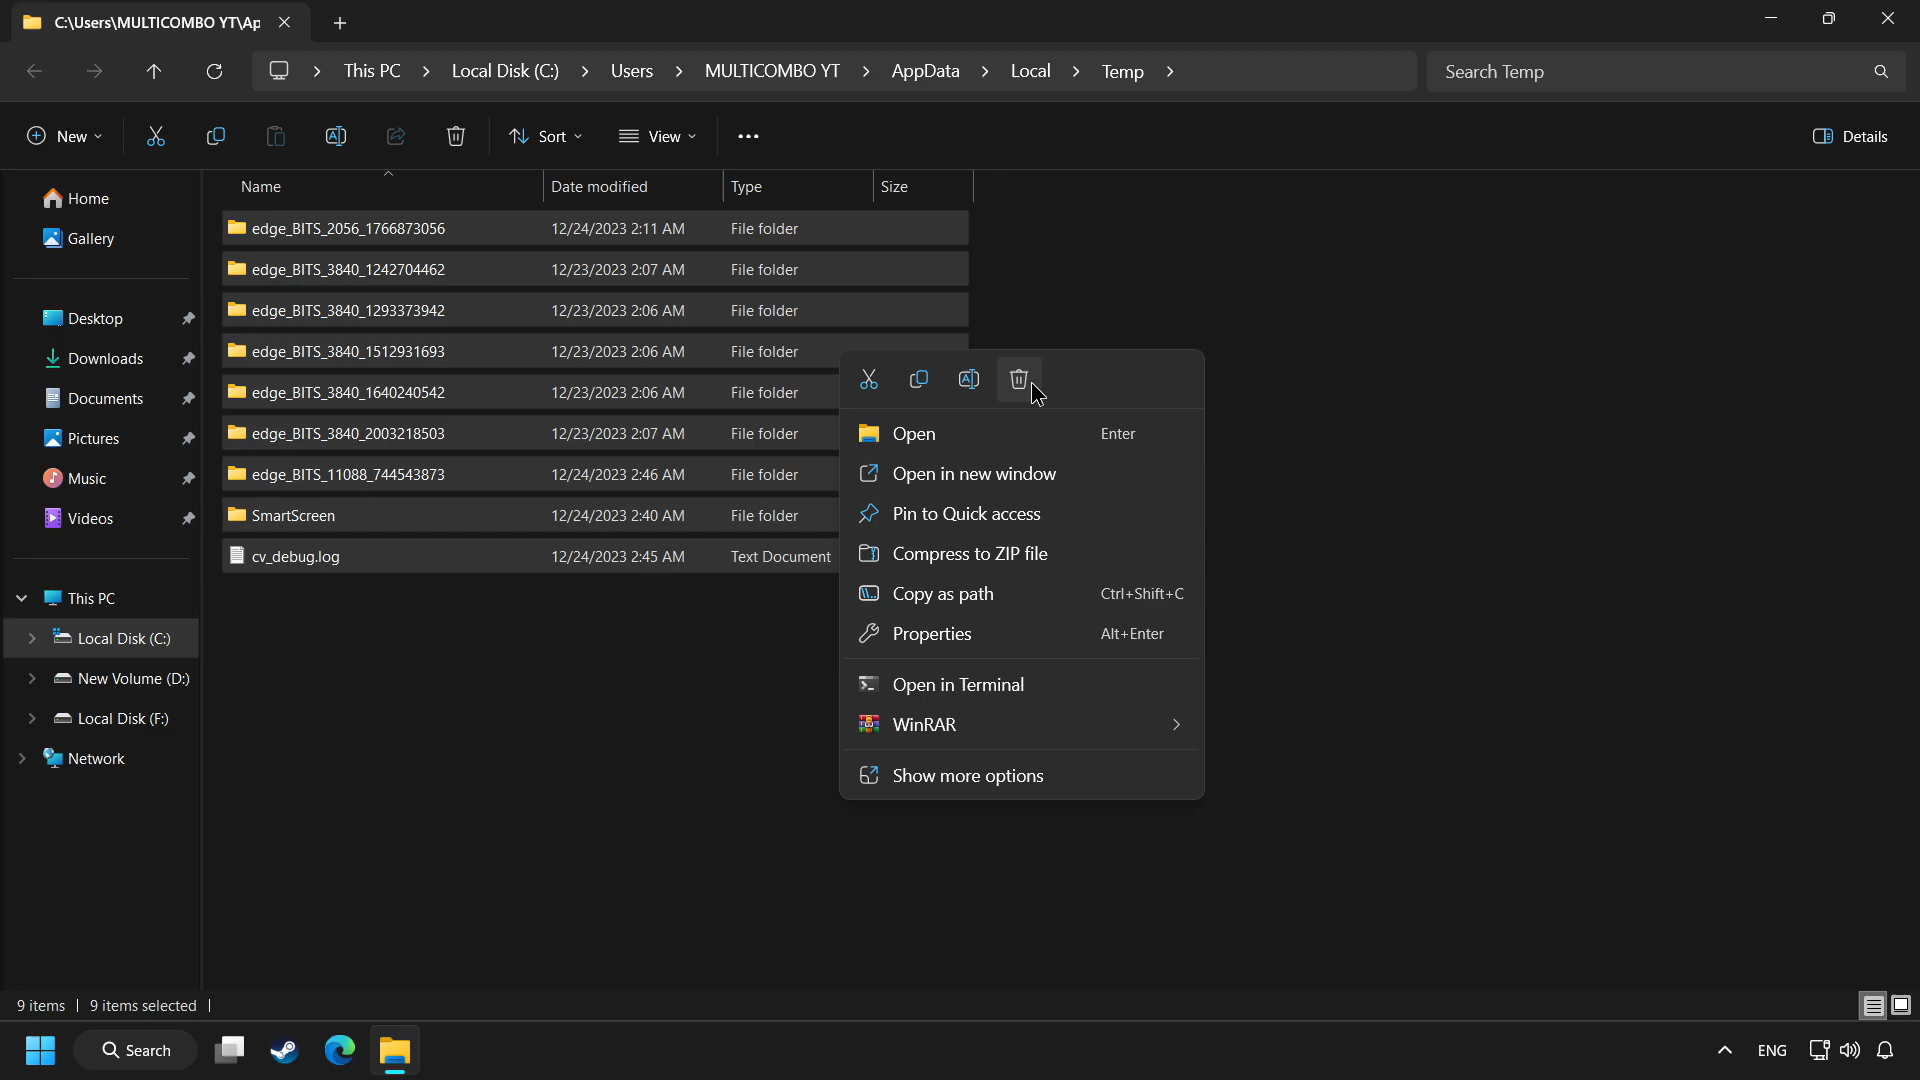 C:\Users\MULTICOMBO YT\Ap
This PC > Local Disk (C:) > Users > MULTICOMBO YT > AppData > Local > Temp >
Search Temp
New
Sort
View
Details
Home
Gallery
Desktop
Downloads
Documents
Pictures
Music
Videos
This PC
Local Disk (C:)
New Volume (D:)
Local Disk (F:)
Network
Name Date modified Type Size
edge_BITS_2056_1766873056 12/24/2023 2:11 AM File folder
edge_BITS_3840_1242704462 12/23/2023 2:07 AM File folder
edge_BITS_3840_1293373942 12/23/2023 2:06 AM File folder
edge_BITS_3840_1512931693 12/23/2023 2:06 AM File folder
edge_BITS_3840_1640240542 12/23/2023 2:06 AM File folder
edge_BITS_3840_2003218503 12/23/2023 2:07 AM File folder
edge_BITS_11088_744543873 12/24/2023 2:46 AM File folder
SmartScreen 12/24/2023 2:40 AM File folder
cv_debug.log 12/24/2023 2:45 AM Text Document
Open Enter
Open in new window
Pin to Quick access
Compress to ZIP file
Copy as path Ctrl+Shift+C
Properties Alt+Enter
Open in Terminal
WinRAR
Show more options
9 items | 9 items selected |
Search
ENG